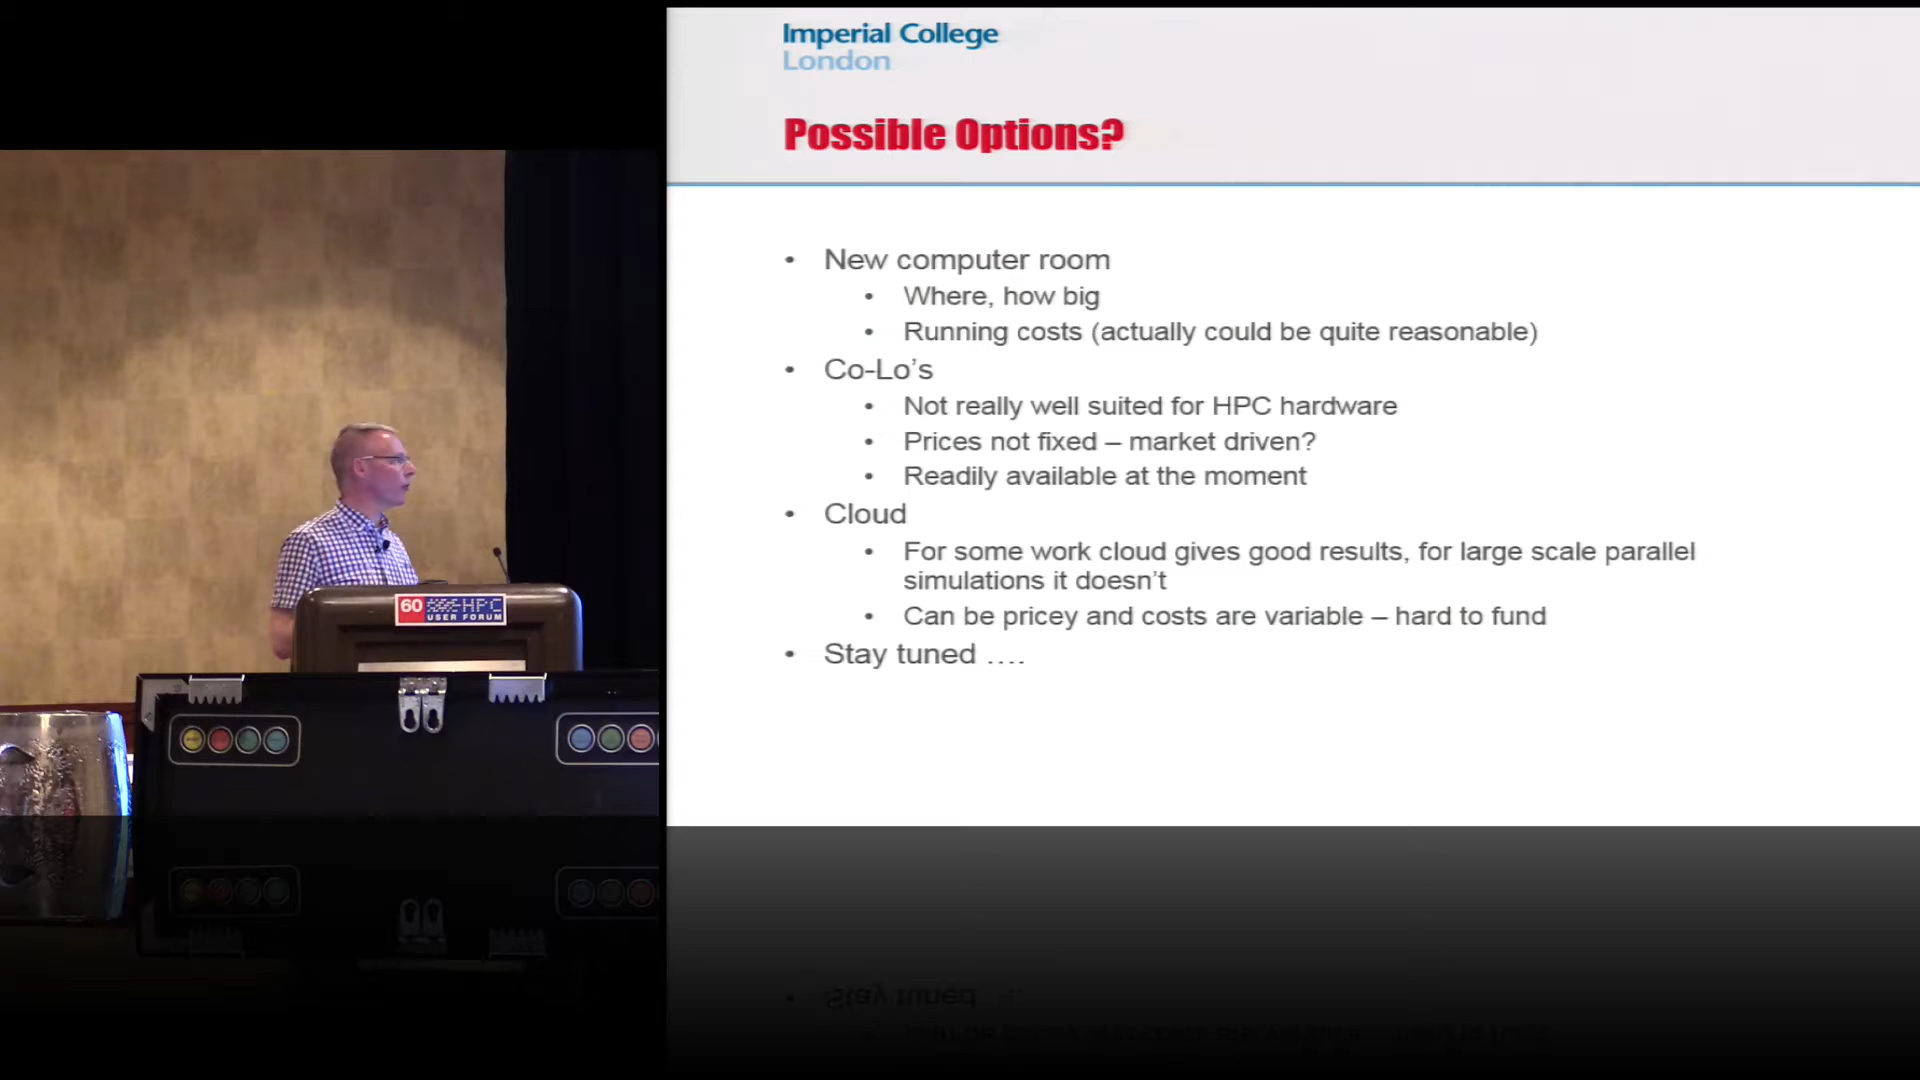 Imperial College
London
Possible Options?
• New computer room
• Where, how big
• Running costs (actually could be quite reasonable)
• Co-Lo’s
• Not really well suited for HPC hardware
• Prices not fixed – market driven?
• Readily available at the moment
• Cloud
• For some work cloud gives good results, for large scale parallel
simulations it doesn’t
• Can be pricey and costs are variable – hard to fund
• Stay tuned ….
60 HPC
USER FORUM